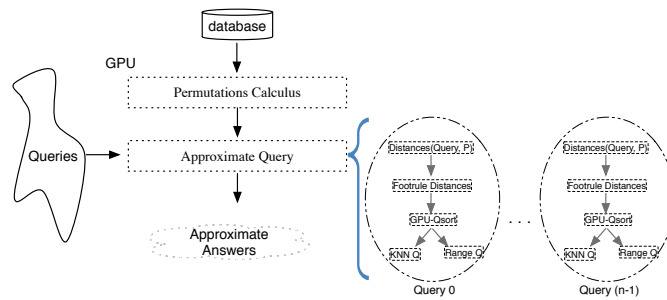 database
GPU
Permutations Calculus
Queries
Approximate Query
Approximate
Answers
Distances(Query, P)
Footrule Distances
GPU-Qsort
KNN Q
Range Q
Query 0
. . .
Distances(Query, P)
Footrule Distances
GPU-Qsort
KNN Q
Range Q
Query (n-1)